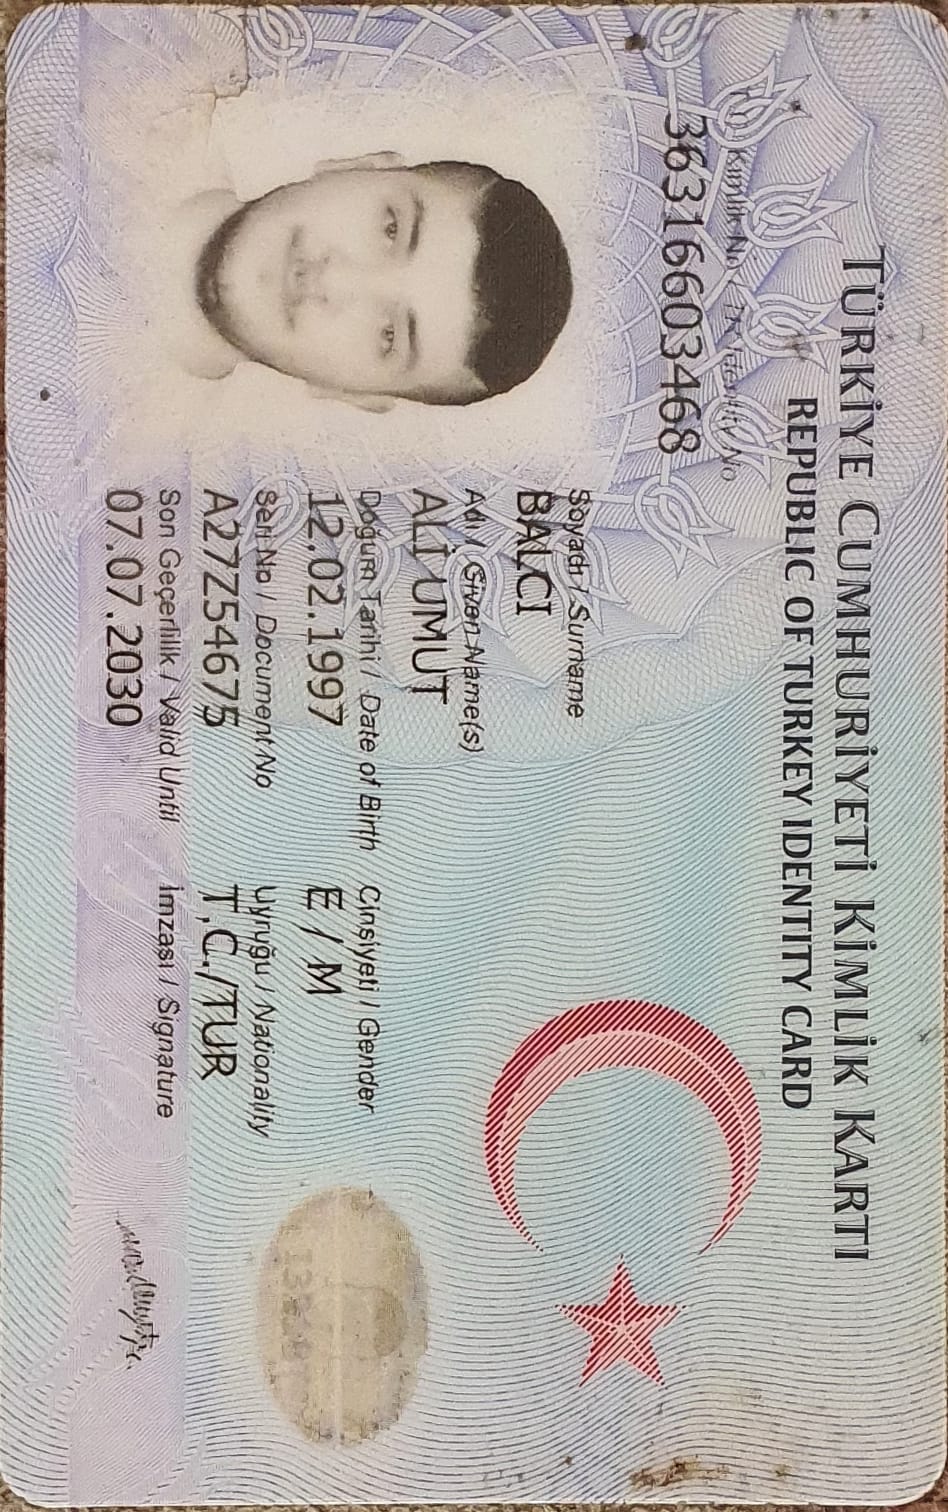 TÜRKİYE CUMHURİYETİ KİMLİK KARTI
REPUBLIC OF TURKEY IDENTITY CARD
Kimlik No / TR Identity No
36316603468
Soyadı / Surname
BALCI
Adı / Given Name(s)
ALİ UMUT
Doğum Tarihi / Date of Birth Cinsiyeti / Gender
12.02.1997 E / M
Seri No / Document No Uyruğu / Nationality
A27Z54675 T.C./TUR
Son Geçerlilik / Valid Until İmzası / Signature
07.07.2030